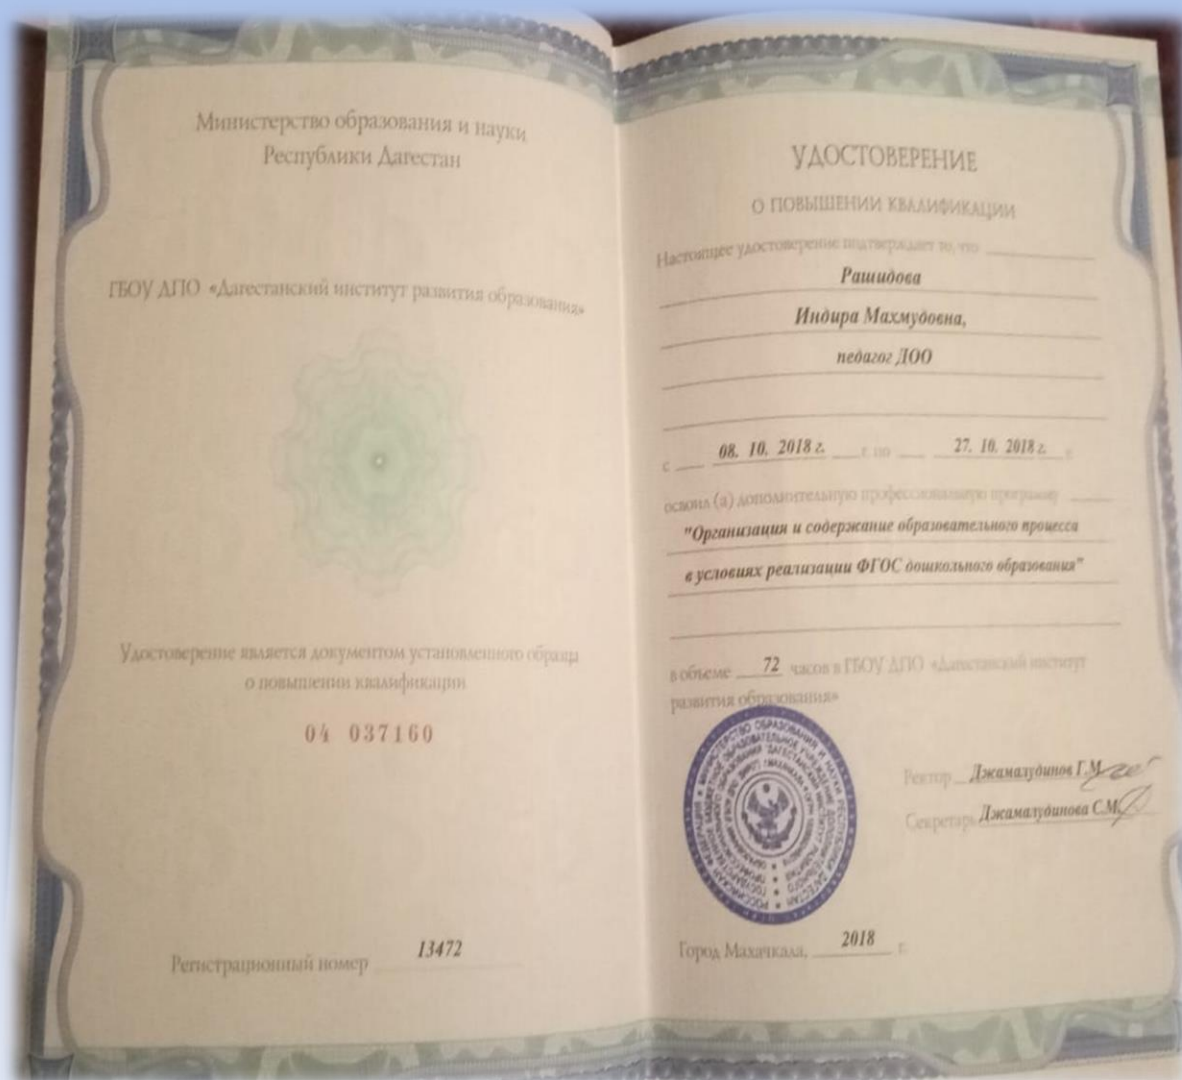 Министерство образования и науки
Республики Дагестан
ГБОУ ДПО «Дагестанский институт развития образования»
Удостоверение является документом установленного образца
о повышении квалификации
04 037160
Регистрационный номер 13472
УДОСТОВЕРЕНИЕ
О ПОВЫШЕНИИ КВАЛИФИКАЦИИ
Настоящее удостоверение подтверждает то, что
Рашидова
Индира Махмудовна,
педагог ДОО
с 08. 10. 2018 г. г. по 27. 10. 2018 г. г.
освоил (а) дополнительную профессиональную программу
"Организация и содержание образовательного процесса
в условиях реализации ФГОС дошкольного образования"
в объеме 72 часов в ГБОУ ДПО «Дагестанский институт
развития образования»
Ректор Джамалудинов Г.М.
Секретарь Джамалудинова С.М.
Город Махачкала, 2018 г.